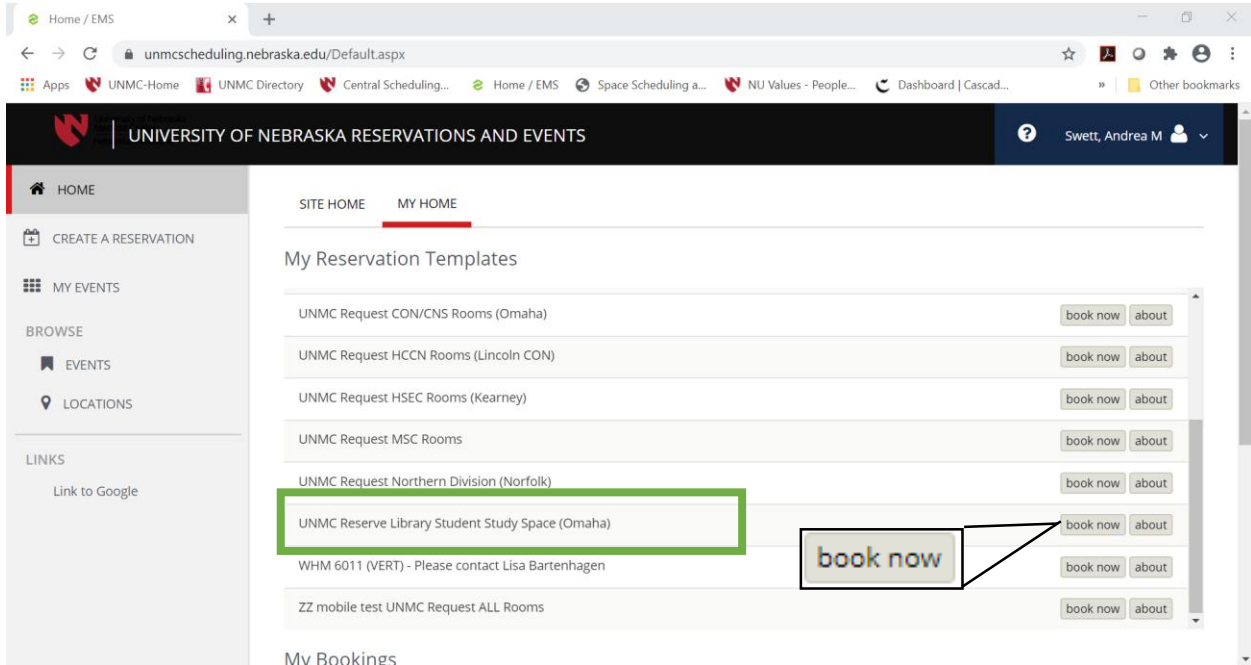 Home / EMS
unmcscheduling.nebraska.edu/Default.aspx
Apps UNMC-Home UNMC Directory Central Scheduling... Home / EMS Space Scheduling a... NU Values - People... Dashboard | Cascad... » Other bookmarks
N UNIVERSITY OF NEBRASKA RESERVATIONS AND EVENTS ? Swett, Andrea M
HOME
CREATE A RESERVATION
MY EVENTS
BROWSE
EVENTS
LOCATIONS
LINKS
Link to Google
SITE HOME MY HOME
My Reservation Templates
UNMC Request CON/CNS Rooms (Omaha) book now about
UNMC Request HCCN Rooms (Lincoln CON) book now about
UNMC Request HSEC Rooms (Kearney) book now about
UNMC Request MSC Rooms book now about
UNMC Request Northern Division (Norfolk) book now about
UNMC Reserve Library Student Study Space (Omaha) book now about
book now
WHM 6011 (VERT) - Please contact Lisa Bartenhagen book now about
ZZ mobile test UNMC Request ALL Rooms book now about
My Bookings